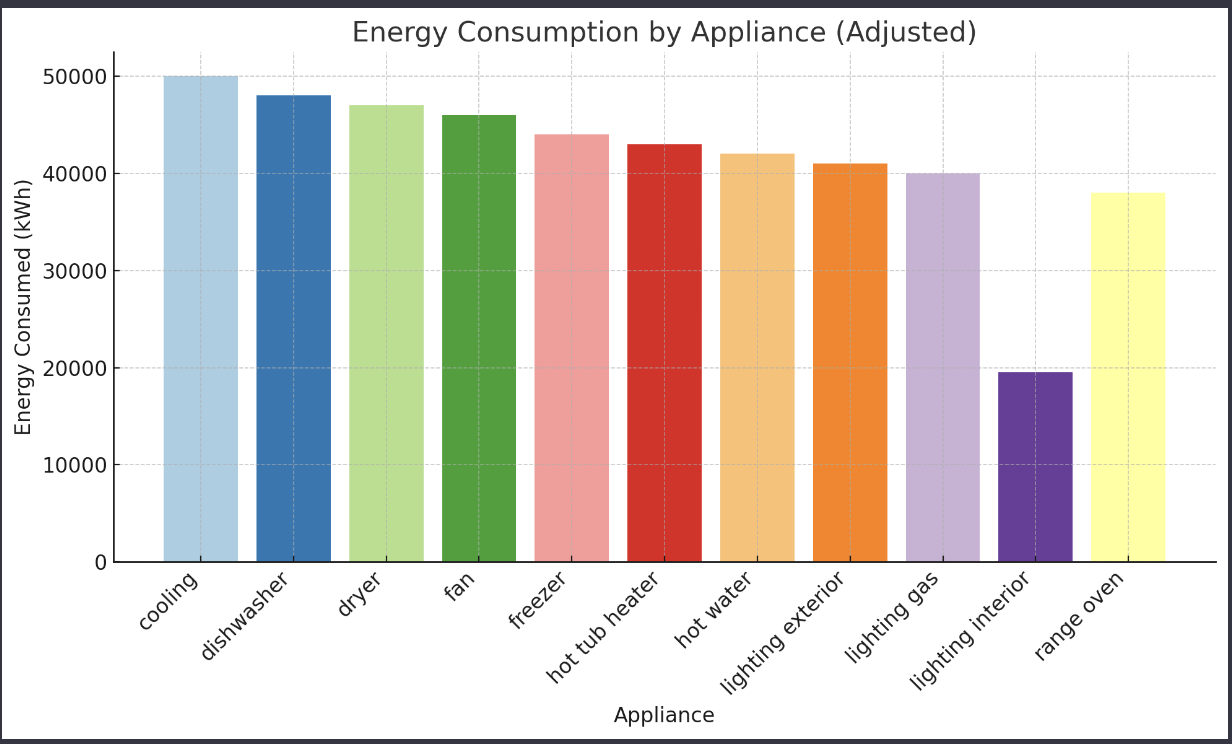 Energy Consumption by Appliance (Adjusted)
Energy Consumed (kWh)
50000
40000
30000
20000
10000
0
cooling
dishwasher
dryer
fan
freezer
hot tub heater
hot water
lighting exterior
lighting gas
lighting interior
range oven
Appliance